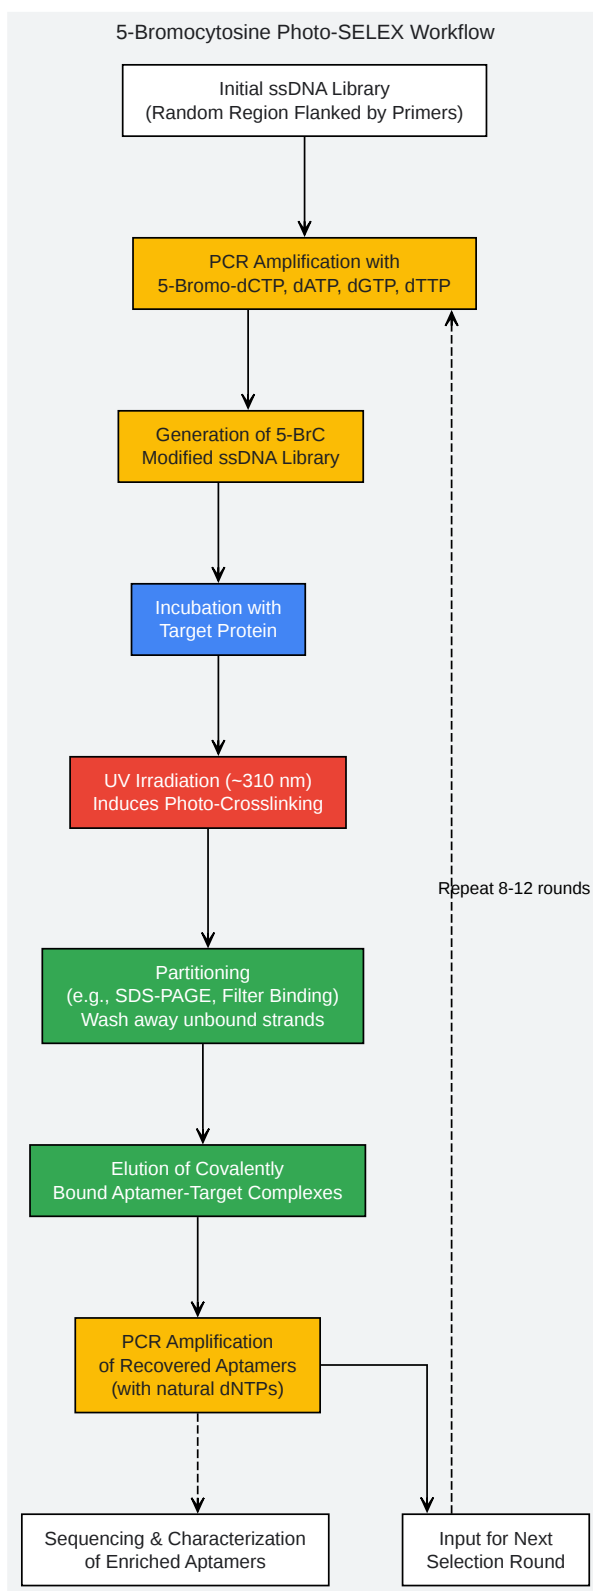 5-Bromocytosine Photo-SELEX Workflow
Initial ssDNA Library
(Random Region Flanked by Primers)
PCR Amplification with
5-Bromo-dCTP, dATP, dGTP, dTTP
Generation of 5-BrC
Modified ssDNA Library
Incubation with
Target Protein
UV Irradiation (~310 nm)
Induces Photo-Crosslinking
Repeat 8-12 rounds
Partitioning
(e.g., SDS-PAGE, Filter Binding)
Wash away unbound strands
Elution of Covalently
Bound Aptamer-Target Complexes
PCR Amplification
of Recovered Aptamers
(with natural dNTPs)
Sequencing & Characterization
of Enriched Aptamers
Input for Next
Selection Round